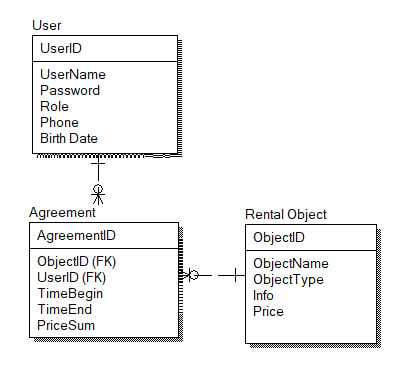 User
UserID
UserName
Password
Role
Phone
Birth Date
Agreement
AgreementID
ObjectID (FK)
UserID (FK)
TimeBegin
TimeEnd
PriceSum
Rental Object
ObjectID
ObjectName
ObjectType
Info
Price